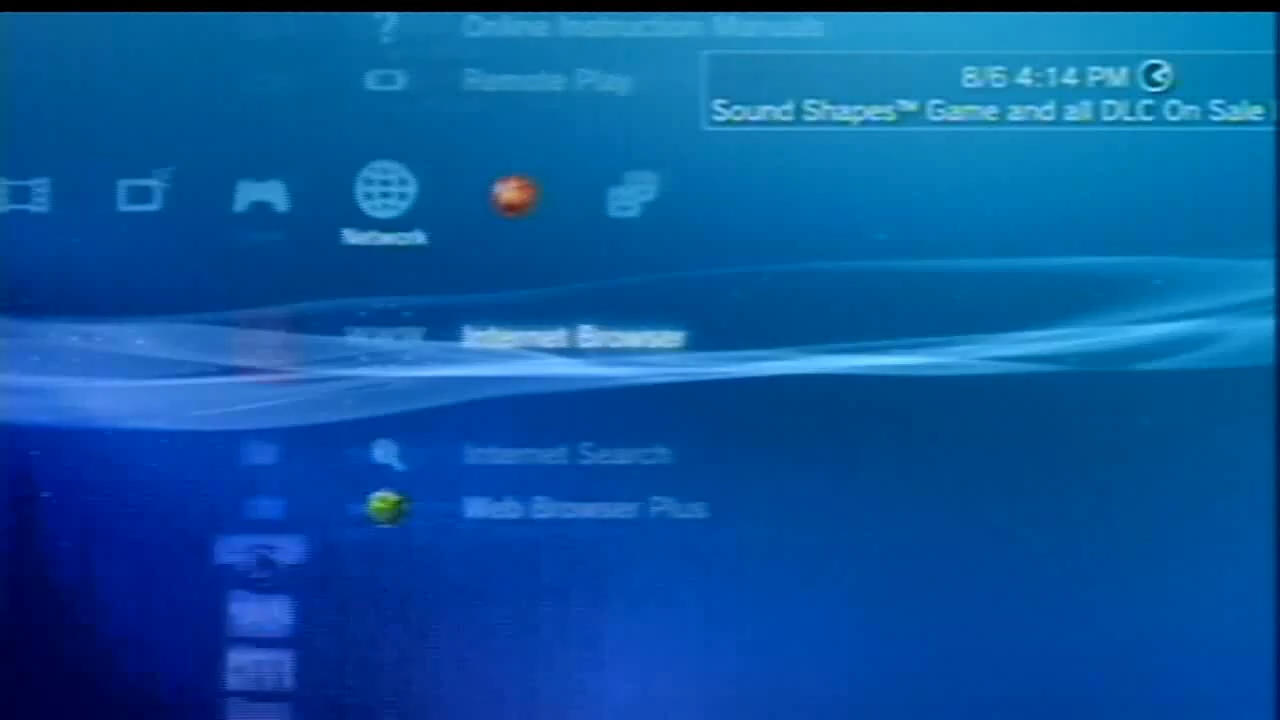 Online Instruction Manuals
Remote Play
8/6 4:14 PM
Sound Shapes™ Game and all DLC On Sale
Network
Internet Browser
Internet Search
Web Browser Plus